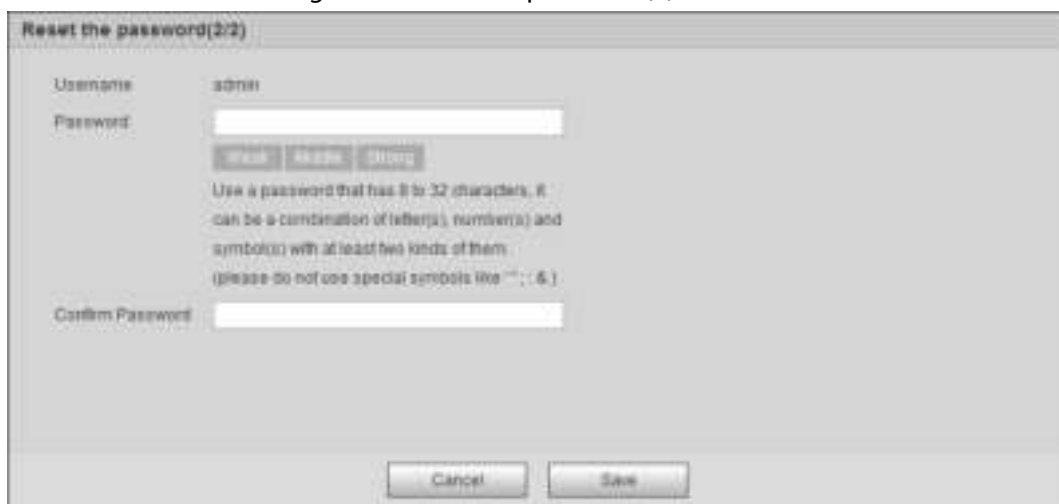 Reset the password(2/2)
Username admin
Password
Weak Middle Strong
Use a password that has 8 to 32 characters, it
can be a combination of letter(s), number(s) and
symbol(s) with at least two kinds of them
(please do not use special symbols like ' " ; : & )
Confirm Password
Cancel Save